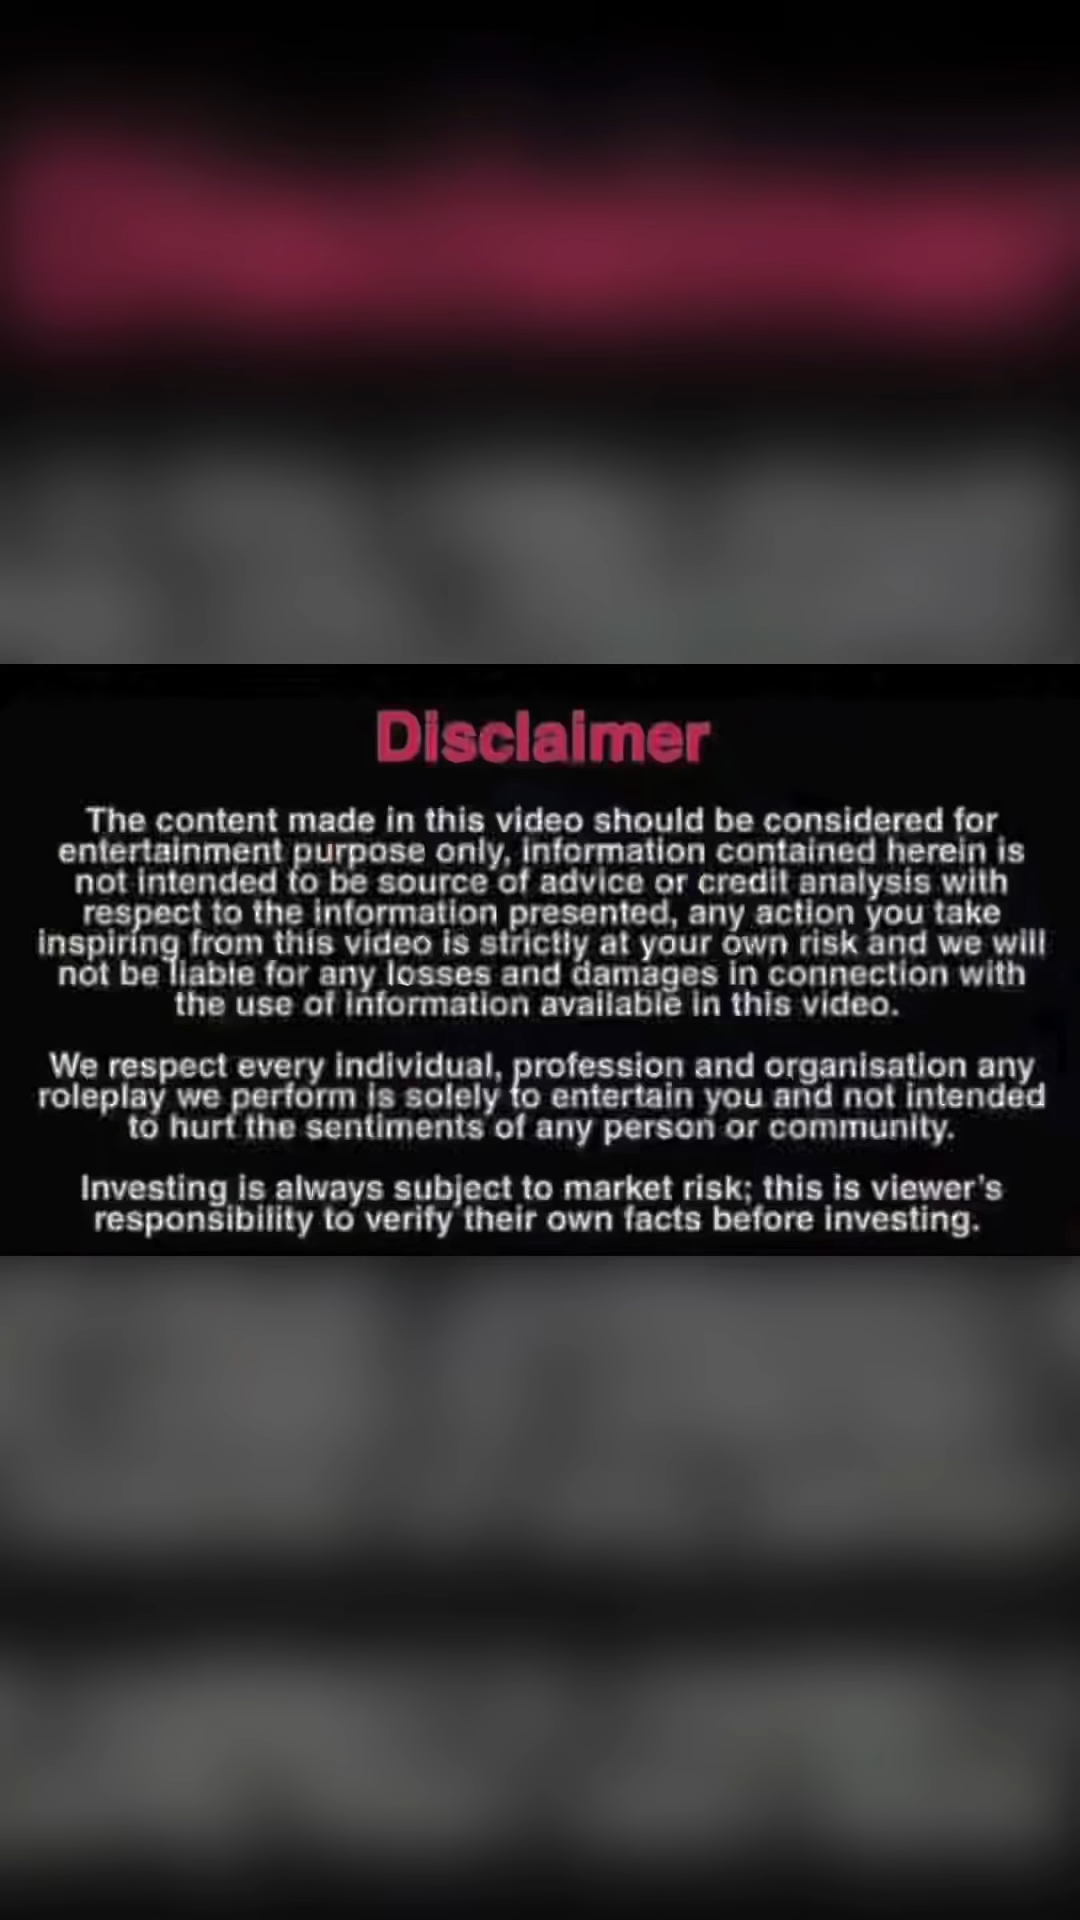 Disclaimer
The content made in this video should be considered for
entertainment purpose only, information contained herein is
not intended to be source of advice or credit analysis with
respect to the information presented, any action you take
inspiring from this video is strictly at your own risk and we will
not be liable for any losses and damages in connection with
the use of information available in this video.
We respect every individual, profession and organisation any
roleplay we perform is solely to entertain you and not intended
to hurt the sentiments of any person or community.
Investing is always subject to market risk; this is viewer's
responsibility to verify their own facts before investing.